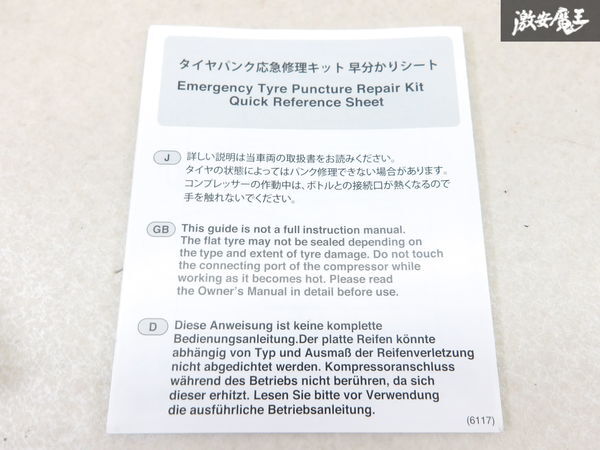 激安魔王
タイヤパンク応急修理キット 早分かりシート
Emergency Tyre Puncture Repair Kit
Quick Reference Sheet
J 詳しい説明は当車両の取扱書をお読みください。
タイヤの状態によってはパンク修理できない場合があります。
コンプレッサーの作動中は、ボトルとの接続口が熱くなるので
手を触れないでください。
GB This guide is not a full instruction manual.
The flat tyre may not be sealed depending on
the type and extent of tyre damage. Do not touch
the connecting port of the compressor while
working as it becomes hot. Please read
the Owner's Manual in detail before use.
D Diese Anweisung ist keine komplette
Bedienungsanleitung.Der platte Reifen könnte
abhängig von Typ und Ausmaß der Reifenverletzung
nicht abgedichtet werden. Kompressoranschluss
während des Betriebs nicht berühren, da sich
dieser erhitzt. Lesen Sie bitte vor Verwendung
die ausführliche Betriebsanleitung.
(6117)